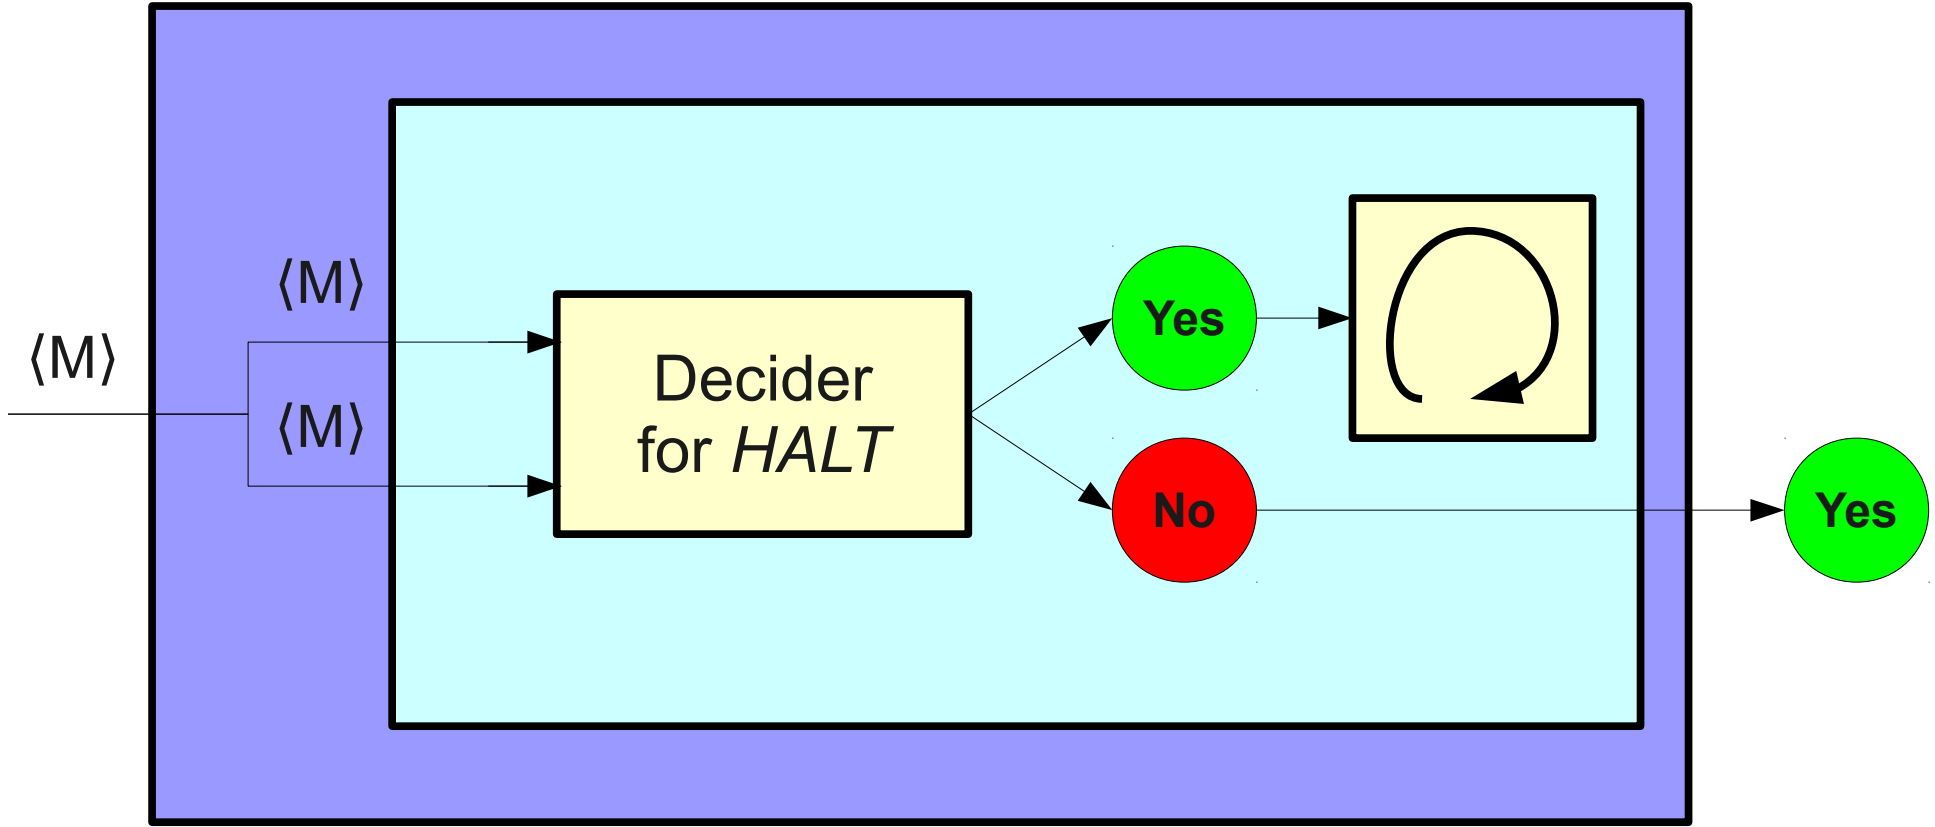 ⟨M⟩
⟨M⟩
⟨M⟩
Decider
for HALT
Yes
No
Yes